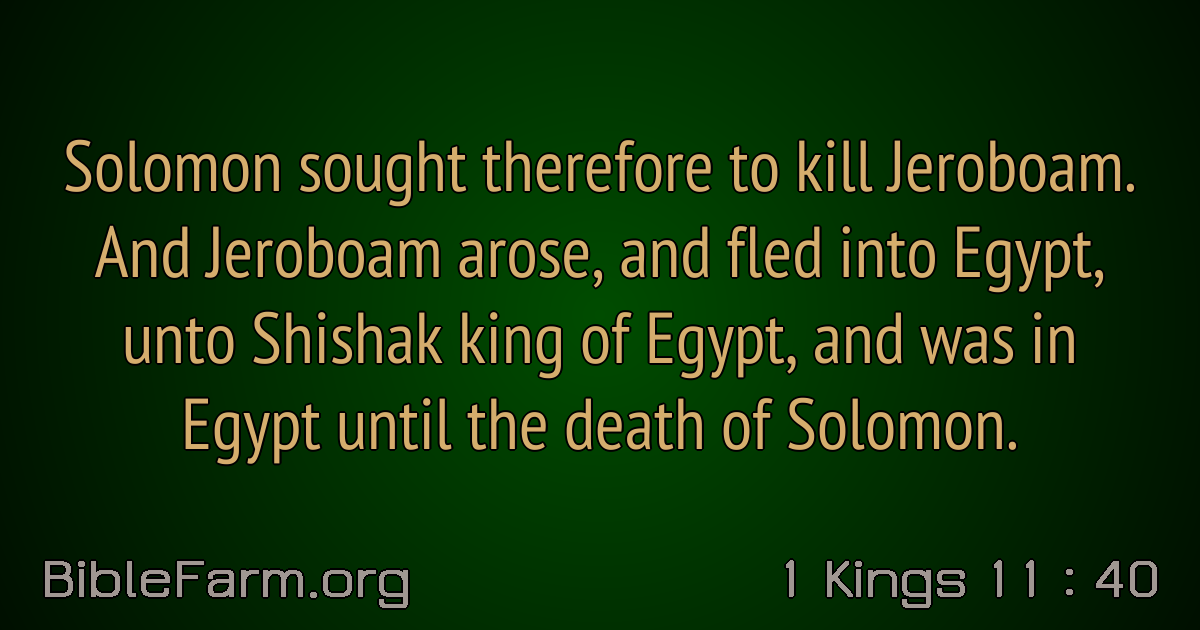 Solomon sought therefore to kill Jeroboam.
And Jeroboam arose, and fled into Egypt,
unto Shishak king of Egypt, and was in
Egypt until the death of Solomon.
BibleFarm.org
1 Kings 11 : 40